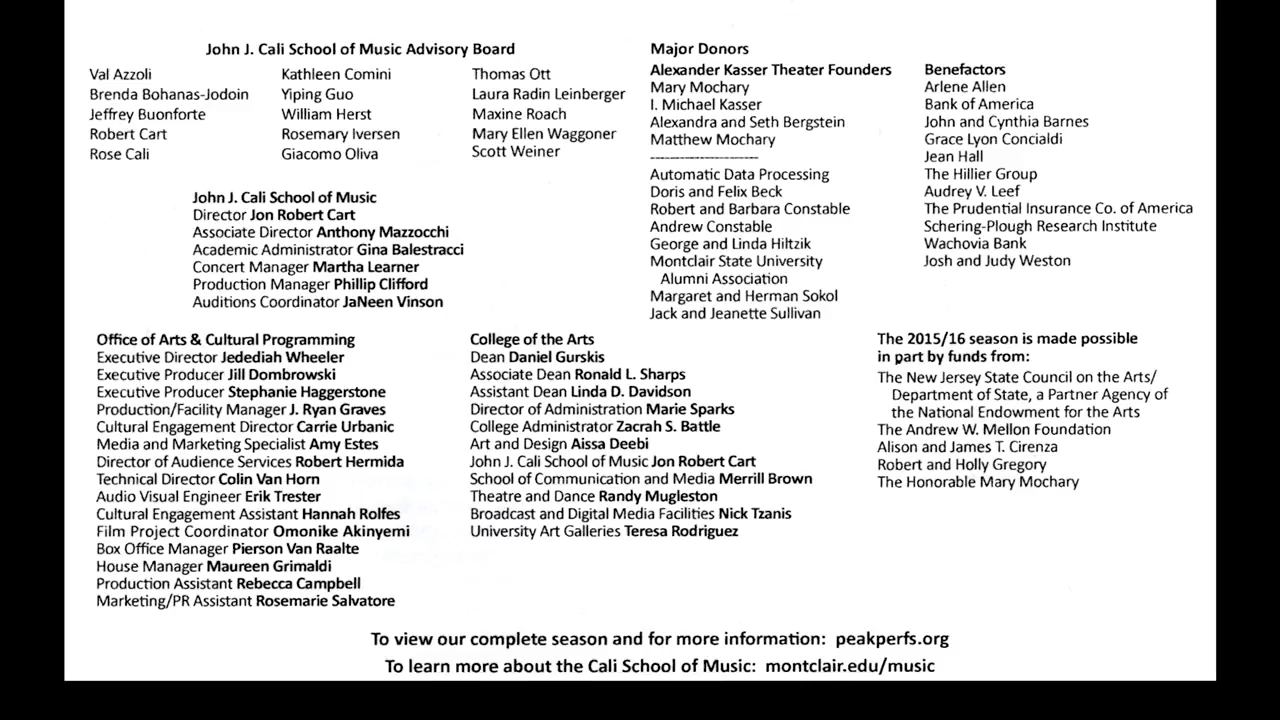 John J. Cali School of Music Advisory Board
Val Azzoli
Brenda Bohanas-Jodoin
Jeffrey Buonforte
Robert Cart
Rose Cali
Kathleen Comini
Yiping Guo
William Herst
Rosemary Iversen
Giacomo Oliva
Thomas Ott
Laura Radin Leinberger
Maxine Roach
Mary Ellen Waggoner
Scott Weiner
John J. Cali School of Music
Director Jon Robert Cart
Associate Director Anthony Mazzocchi
Academic Administrator Gina Balestracci
Concert Manager Martha Learner
Production Manager Phillip Clifford
Auditions Coordinator JaNeen Vinson
Major Donors
Alexander Kasser Theater Founders
Mary Mochary
I. Michael Kasser
Alexandra and Seth Bergstein
Matthew Mochary
--------------------
Automatic Data Processing
Doris and Felix Beck
Robert and Barbara Constable
Andrew Constable
George and Linda Hiltzik
Montclair State University
Alumni Association
Margaret and Herman Sokol
Jack and Jeanette Sullivan
Benefactors
Arlene Allen
Bank of America
John and Cynthia Barnes
Grace Lyon Concialdi
Jean Hall
The Hillier Group
Audrey V. Leef
The Prudential Insurance Co. of America
Schering-Plough Research Institute
Wachovia Bank
Josh and Judy Weston
Office of Arts & Cultural Programming
Executive Director Jedediah Wheeler
Executive Producer Jill Dombrowski
Executive Producer Stephanie Haggerstone
Production/Facility Manager J. Ryan Graves
Cultural Engagement Director Carrie Urbanic
Media and Marketing Specialist Amy Estes
Director of Audience Services Robert Hermida
Technical Director Colin Van Horn
Audio Visual Engineer Erik Trester
Cultural Engagement Assistant Hannah Rolfes
Film Project Coordinator Omonike Akinyemi
Box Office Manager Pierson Van Raalte
House Manager Maureen Grimaldi
Production Assistant Rebecca Campbell
Marketing/PR Assistant Rosemarie Salvatore
College of the Arts
Dean Daniel Gurskis
Associate Dean Ronald L. Sharps
Assistant Dean Linda D. Davidson
Director of Administration Marie Sparks
College Administrator Zacrah S. Battle
Art and Design Aissa Deebi
John J. Cali School of Music Jon Robert Cart
School of Communication and Media Merrill Brown
Theatre and Dance Randy Mugleston
Broadcast and Digital Media Facilities Nick Tzanis
University Art Galleries Teresa Rodriguez
The 2015/16 season is made possible
in part by funds from:
The New Jersey State Council on the Arts/
Department of State, a Partner Agency of
the National Endowment for the Arts
The Andrew W. Mellon Foundation
Alison and James T. Cirenza
Robert and Holly Gregory
The Honorable Mary Mochary
To view our complete season and for more information: peakperfs.org
To learn more about the Cali School of Music: montclair.edu/music